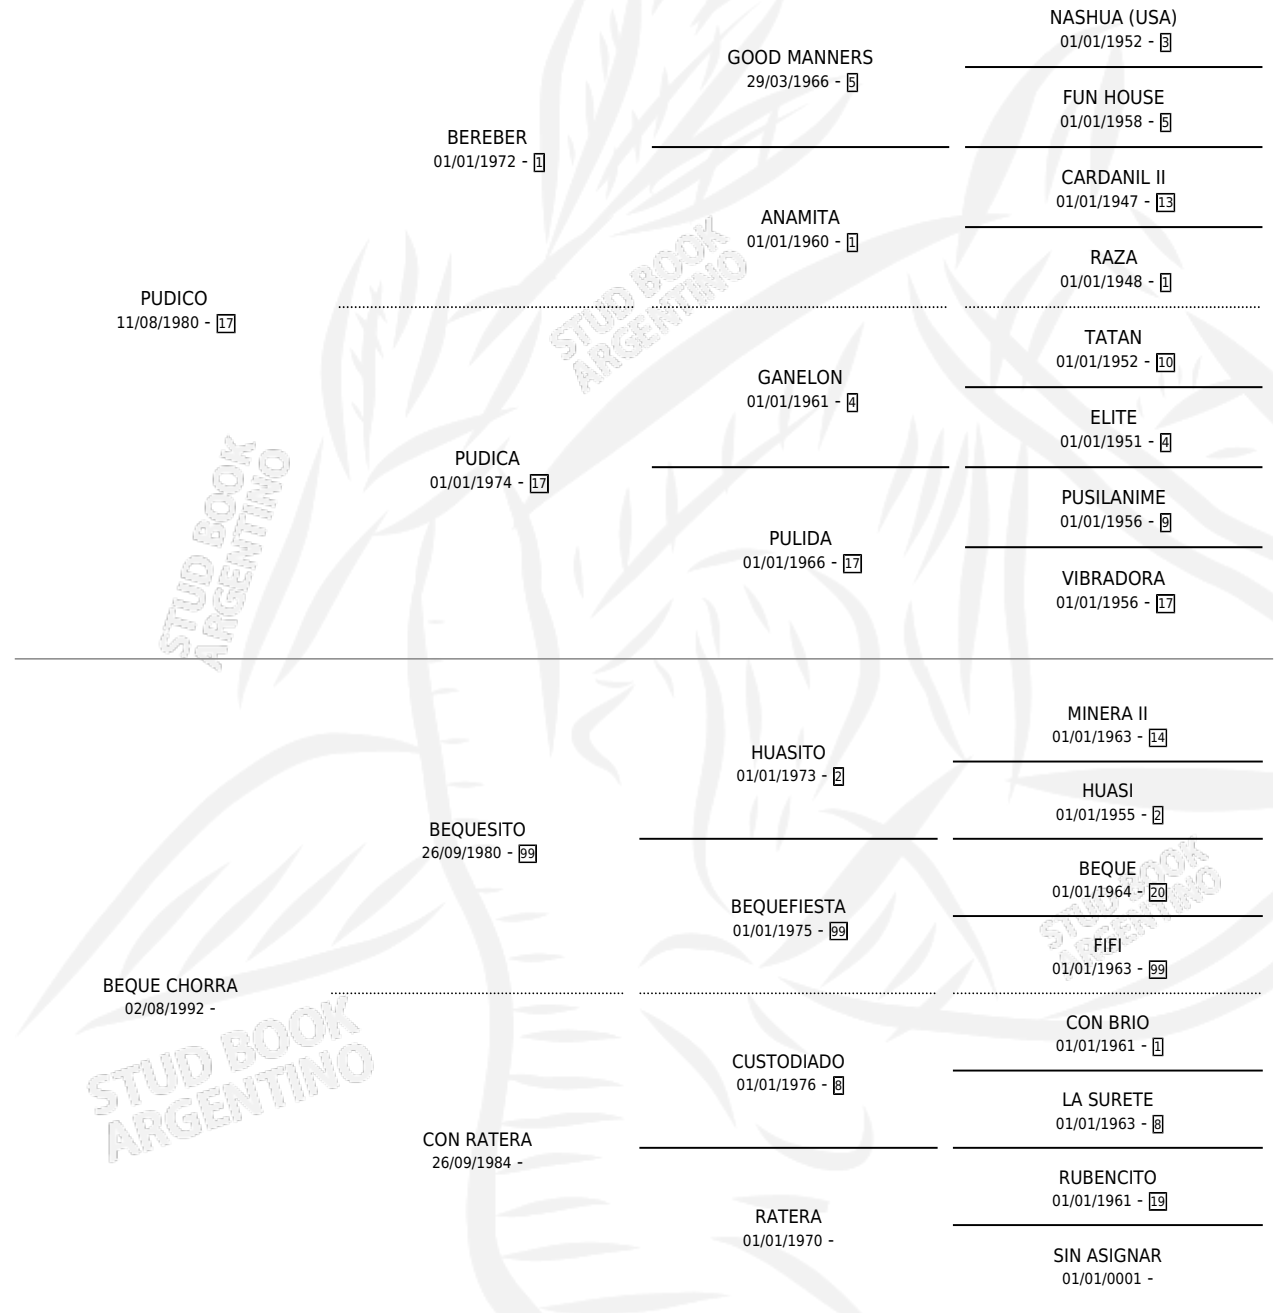 NASHUA (USA)
01/01/1952 - 3
GOOD MANNERS
29/03/1966 - 5
FUN HOUSE
01/01/1958 - 5
BEREBER
01/01/1972 - 1
CARDANIL II
01/01/1947 - 13
ANAMITA
01/01/1960 - 1
RAZA
01/01/1948 - 1
PUDICO
11/08/1980 - 17
TATAN
01/01/1952 - 10
GANELON
01/01/1961 - 4
ELITE
01/01/1951 - 4
PUDICA
01/01/1974 - 17
PUSILANIME
01/01/1956 - 9
PULIDA
01/01/1966 - 17
VIBRADORA
01/01/1956 - 17
MINERA II
01/01/1963 - 14
HUASITO
01/01/1973 - 2
HUASI
01/01/1955 - 2
BEQUESITO
26/09/1980 - 99
BEQUE
01/01/1964 - 20
BEQUEFIESTA
01/01/1975 - 99
FIFI
01/01/1963 - 99
BEQUE CHORRA
02/08/1992 -
CON BRIO
01/01/1961 - 1
CUSTODIADO
01/01/1976 - 8
LA SURETE
01/01/1963 - 8
CON RATERA
26/09/1984 -
RUBENCITO
01/01/1961 - 19
RATERA
01/01/1970 -
SIN ASIGNAR
01/01/0001 -
STUD BOOK
ARGENTINO
STUD BOOK
ARGENTINO
STUD BOOK
ARGENTINO
STUD BOOK
ARGENTINO